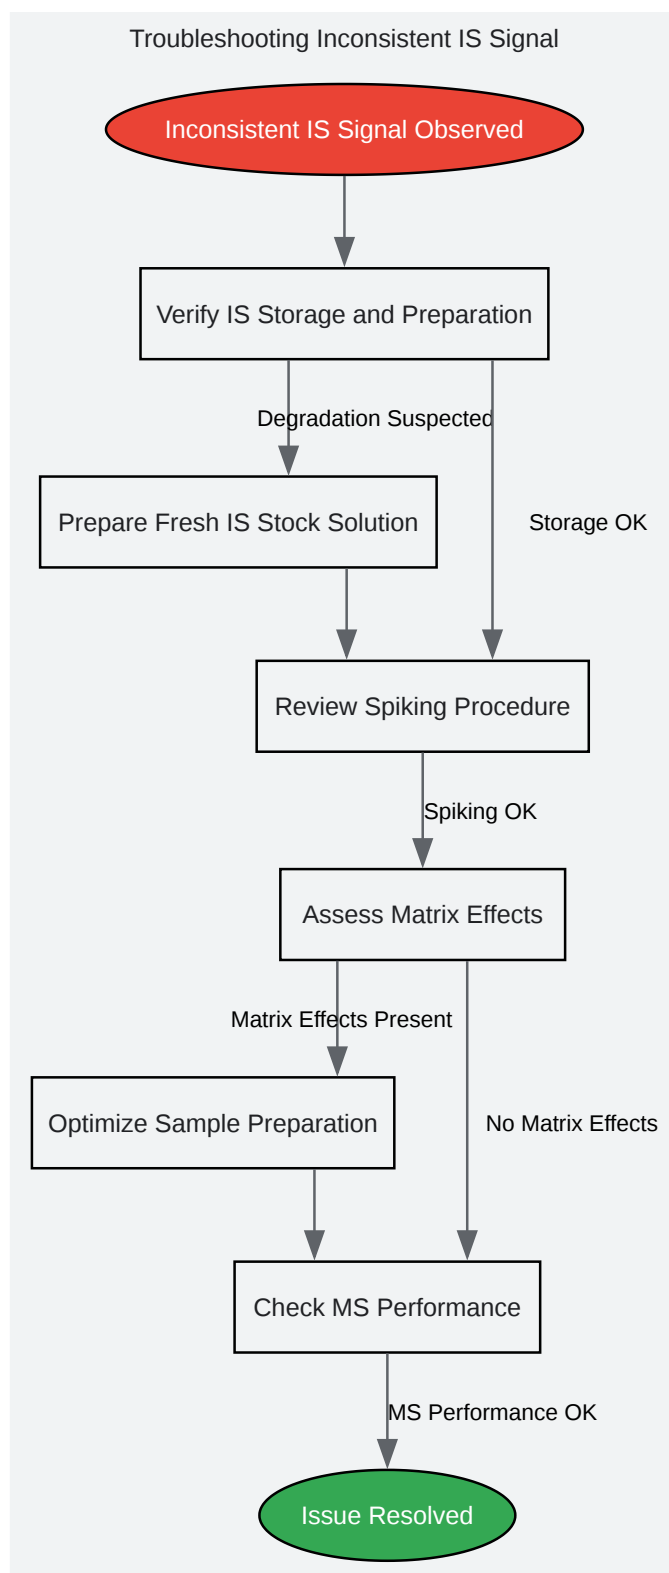 Troubleshooting Inconsistent IS Signal
Inconsistent IS Signal Observed
Verify IS Storage and Preparation
Degradation Suspected
Prepare Fresh IS Stock Solution
Storage OK
Review Spiking Procedure
Spiking OK
Assess Matrix Effects
Matrix Effects Present
Optimize Sample Preparation
No Matrix Effects
Check MS Performance
MS Performance OK
Issue Resolved